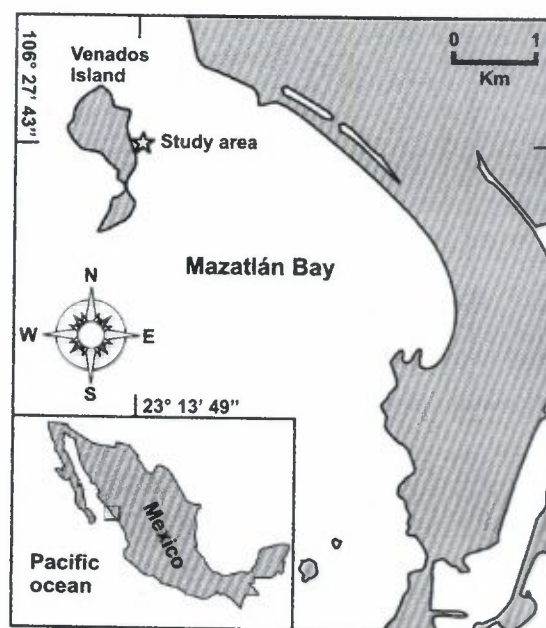 106° 27' 43"
Venados
Island
0 1
Km
Study area
Mazatlán Bay
N
W E
S
23° 13' 49"
Mexico
Pacific
ocean